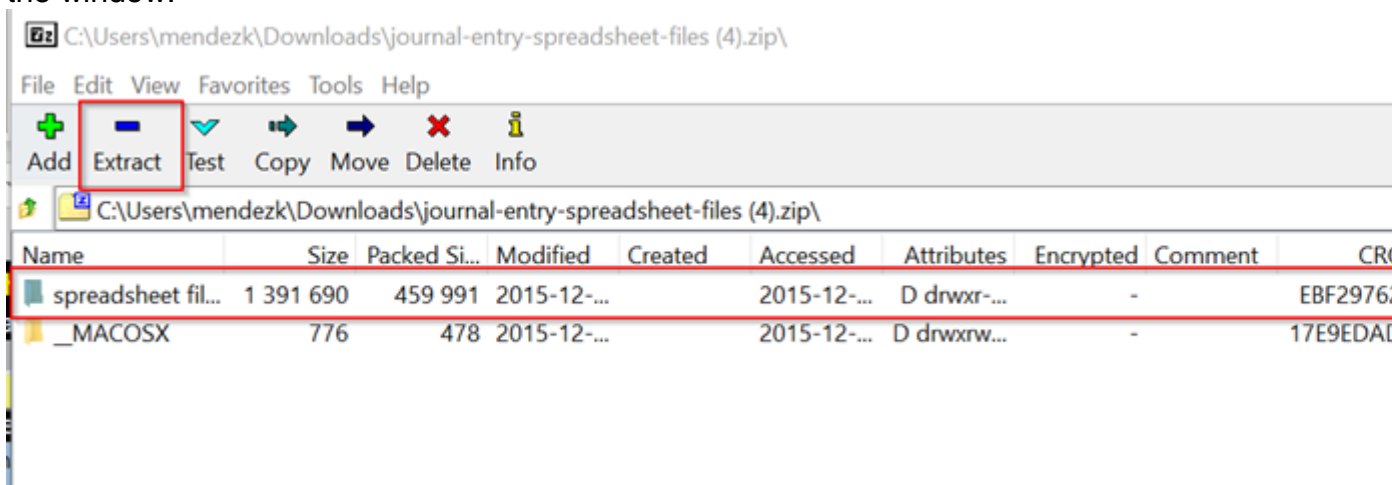 the window
C:\Users\mendezk\Downloads\journal-entry-spreadsheet-files (4).zip\
File Edit View Favorites Tools Help
Add Extract Test Copy Move Delete Info
C:\Users\mendezk\Downloads\journal-entry-spreadsheet-files (4).zip\
Name Size Packed Si... Modified Created Accessed Attributes Encrypted Comment CRC
spreadsheet fil... 1 391 690 459 991 2015-12-... 2015-12-... D drwxr-... - EBF29762
__MACOSX 776 478 2015-12-... 2015-12-... D drwxrw... - 17E9EDAD